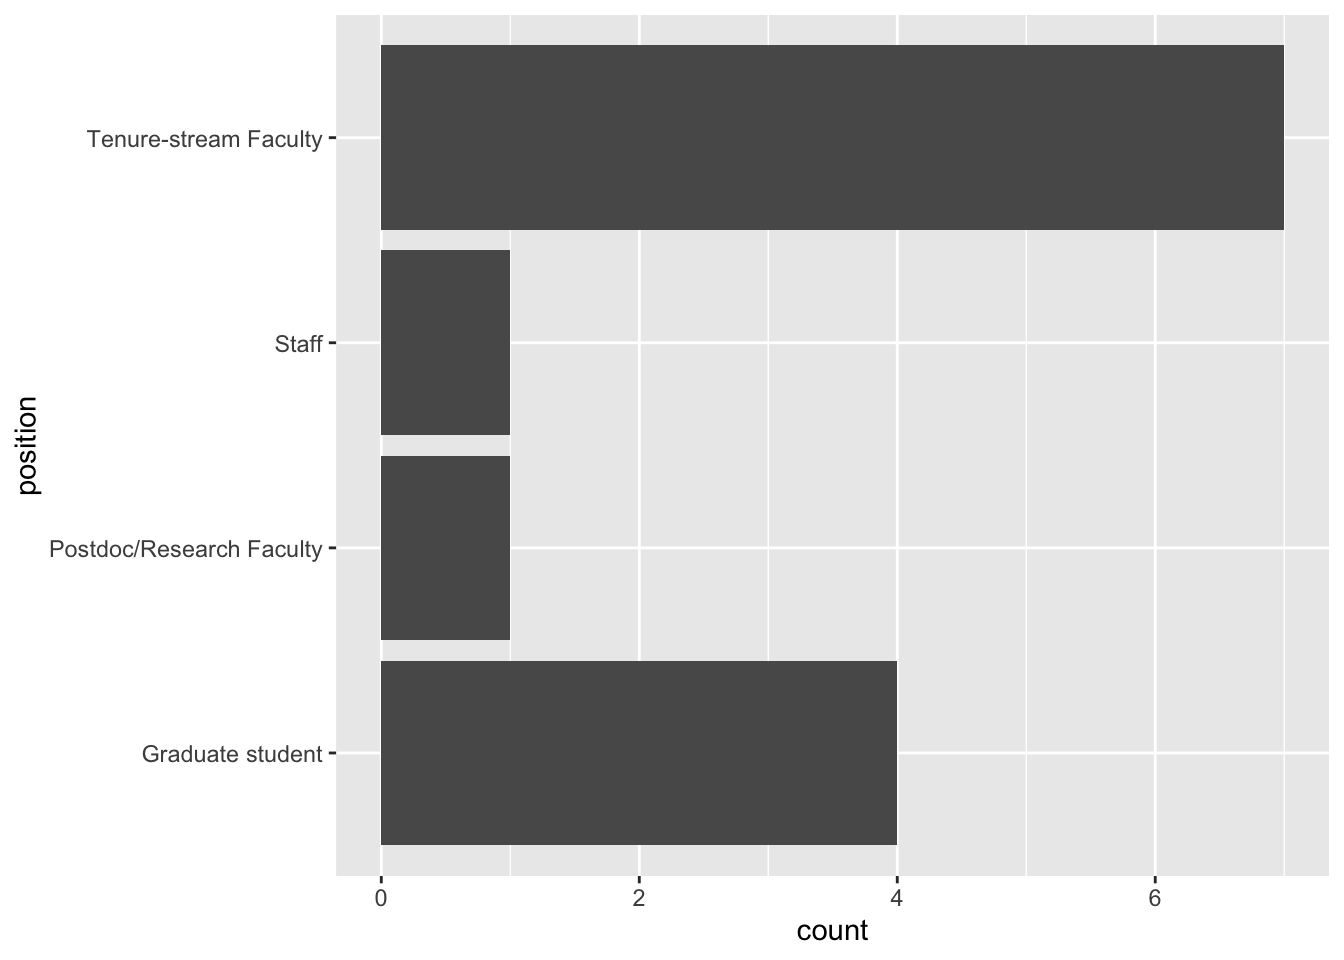 Tenure-stream Faculty
Staff
position
Postdoc/Research Faculty
Graduate student
0 2 4 6
count